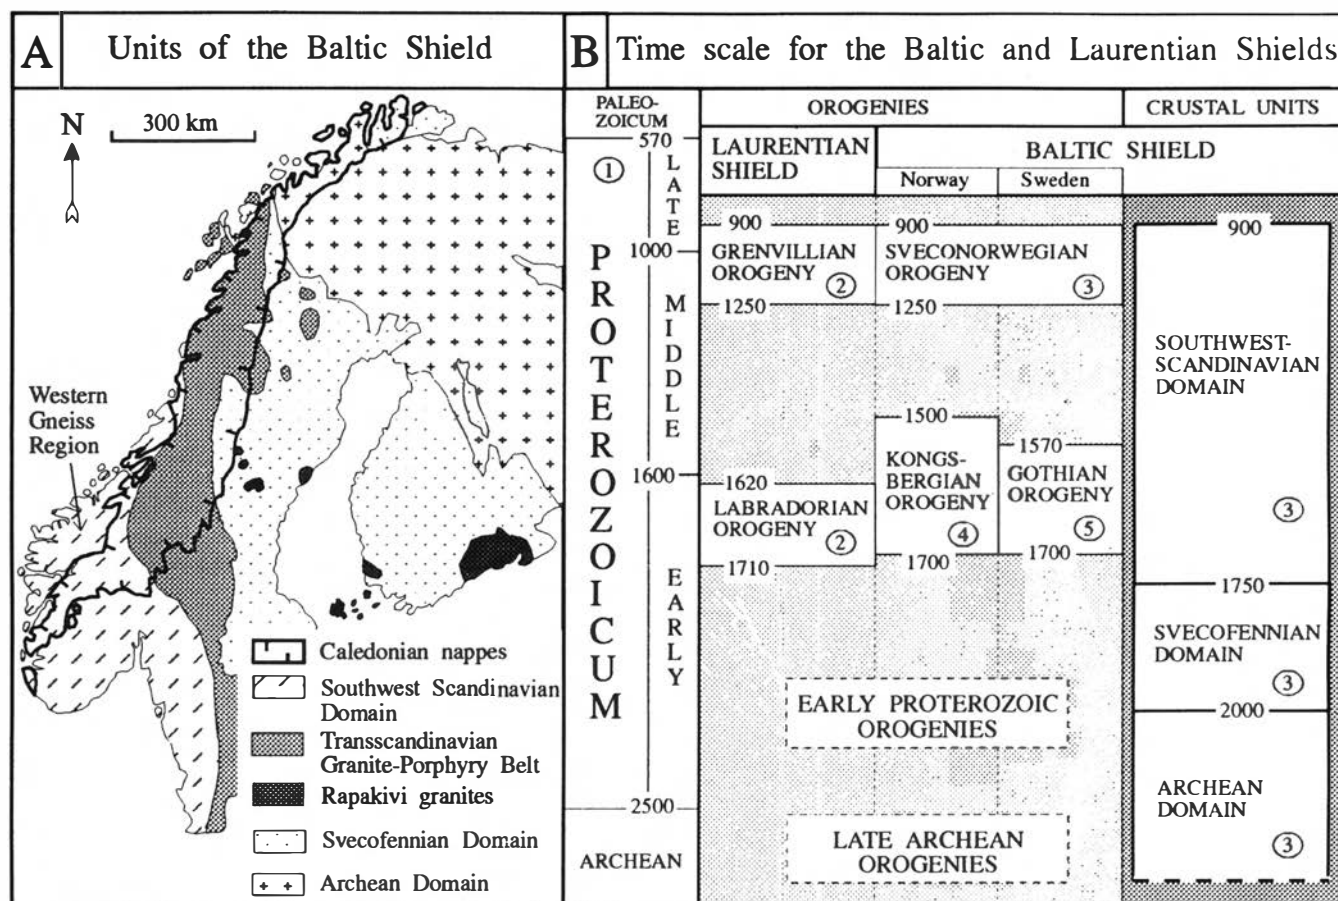 A
Units of the Baltic Shield
N
300 km
Western
Gneiss
Region
Caledonian nappes
Southwest Scandinavian
Domain
Transscandinavian
Granite-Porphyry Belt
Rapakivi granites
Svecofennian Domain
Archean Domain
B
Time scale for the Baltic and Laurentian Shields
PALEO-
ZOICUM
OROGENIES
CRUSTAL UNITS
570
1
LATE
LAURENTIAN
SHIELD
BALTIC SHIELD
Norway
Sweden
PROTEROZOICUM
1000
MIDDLE
1600
EARLY
2500
ARCHEAN
900
GRENVILLIAN
OROGENY
2
1250
900
SVECONORWEGIAN
OROGENY
3
1250
1620
LABRADORIAN
OROGENY
2
1710
1500
KONGS-
BERGIAN
OROGENY
4
1700
1570
GOTHIAN
OROGENY
5
1700
EARLY PROTEROZOIC
OROGENIES
LATE ARCHEAN
OROGENIES
900
SOUTHWEST-
SCANDINAVIAN
DOMAIN
3
1750
SVECOFENNIAN
DOMAIN
3
2000
ARCHEAN
DOMAIN
3